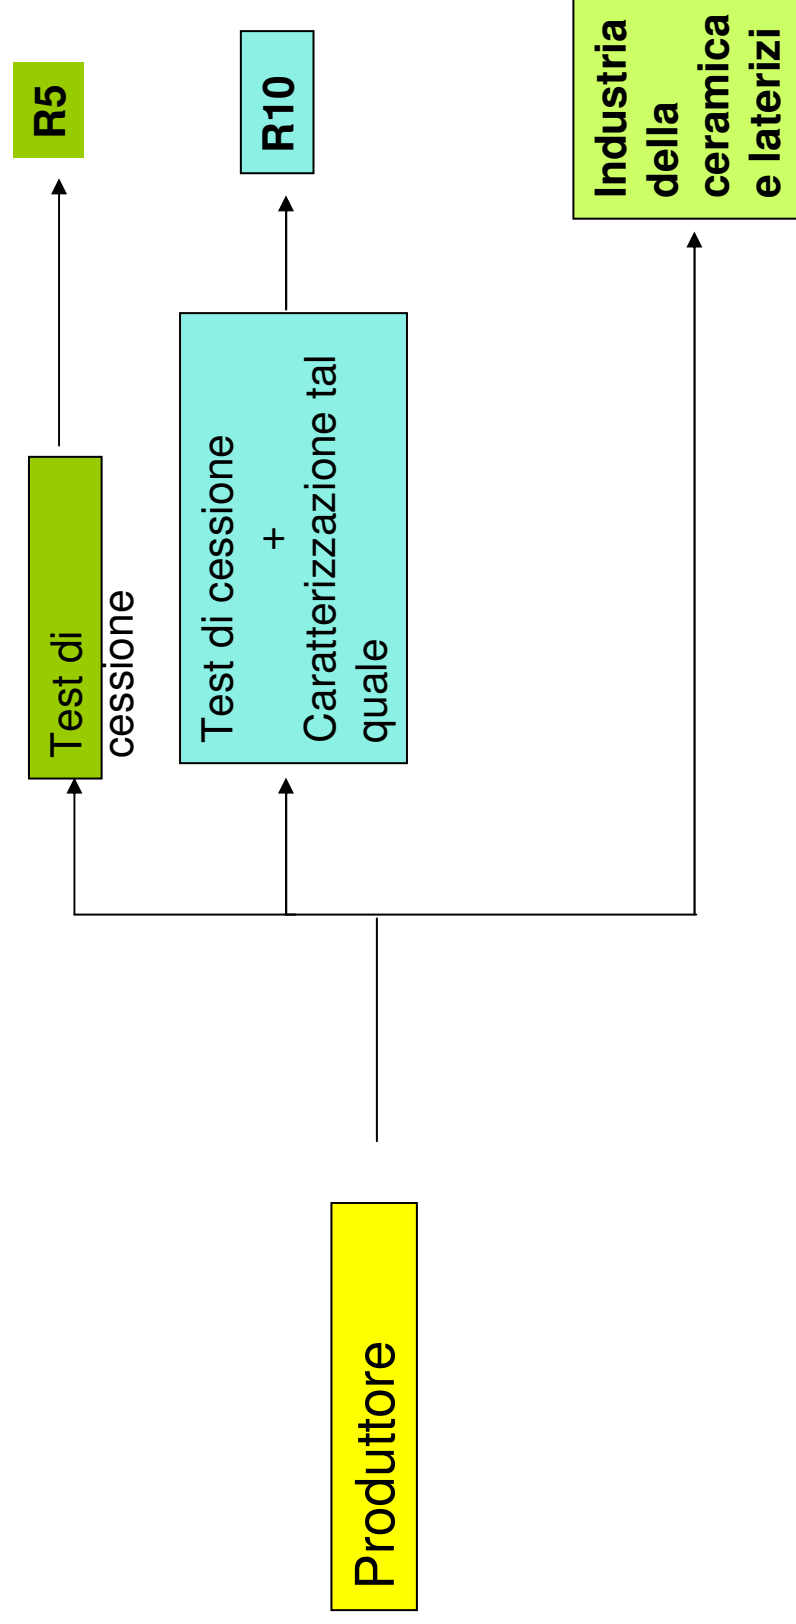 Produttore
Test di
cessione
R5
Test di cessione
+
Caratterizzazione tal
quale
R10
Industria
della
ceramica
e laterizi